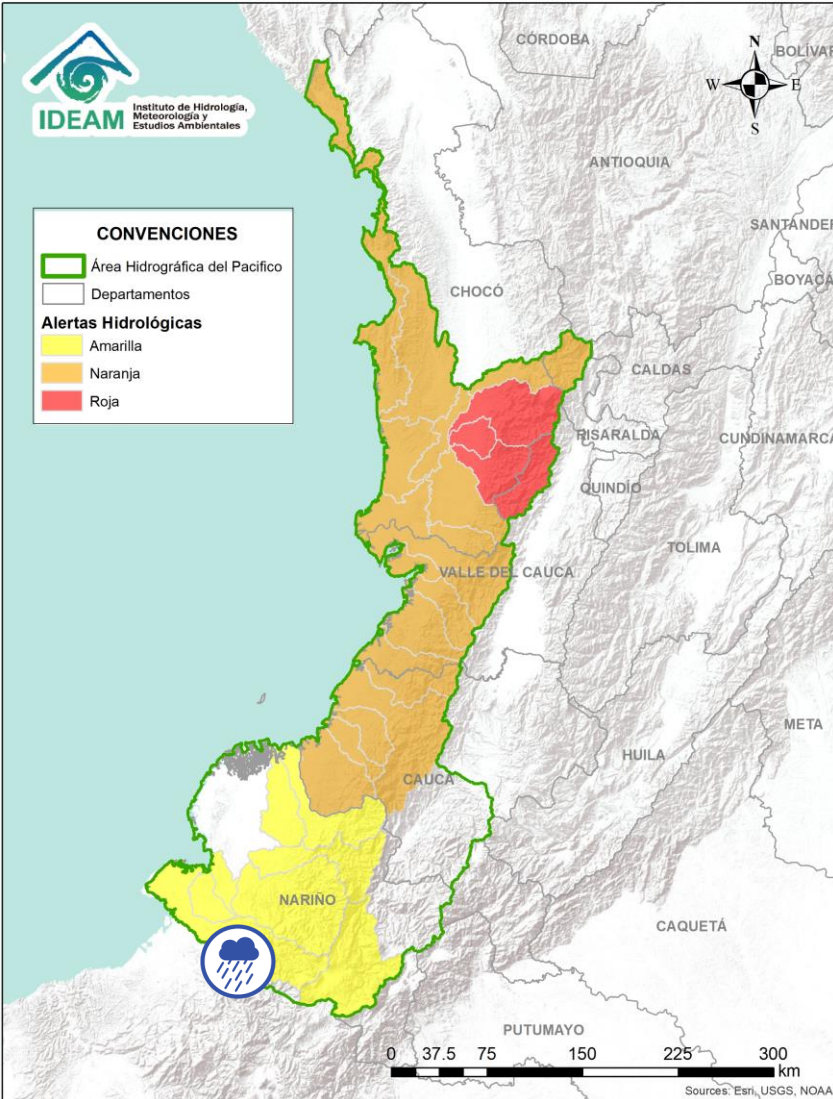 IDEAM
Instituto de Hidrología,
Meteorología y
Estudios Ambientales
CONVENCIONES
Área Hidrográfica del Pacifico
Departamentos
Alertas Hidrológicas
Amarilla
Naranja
Roja
N
W
E
S
CÓRDOBA
BOLÍVAR
ANTIOQUIA
SANTANDER
BOYACÁ
CHOCÓ
CALDAS
RISARALDA
CUNDINAMARCA
QUINDÍO
TOLIMA
VALLE DEL CAUCA
META
HUILA
CAUCA
NARIÑO
CAQUETÁ
PUTUMAYO
0 37.5 75 150 225 300
km
Sources: Esri, USGS, NOAA